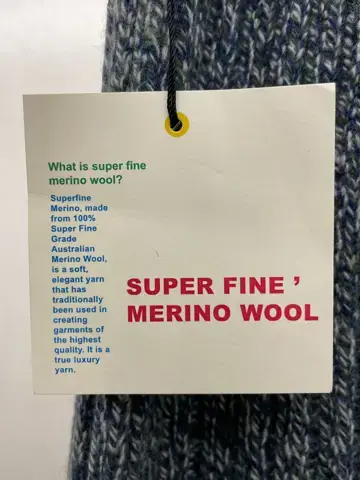 What is super fine
merino wool?
Superfine
Merino, made
from 100%
Super Fine
Grade
Australian
Merino Wool,
is a soft,
elegant yarn
that has
traditionally
been used in
creating
garments of
the highest
quality. It is a
true luxury
yarn.
SUPER FINE ’
MERINO WOOL